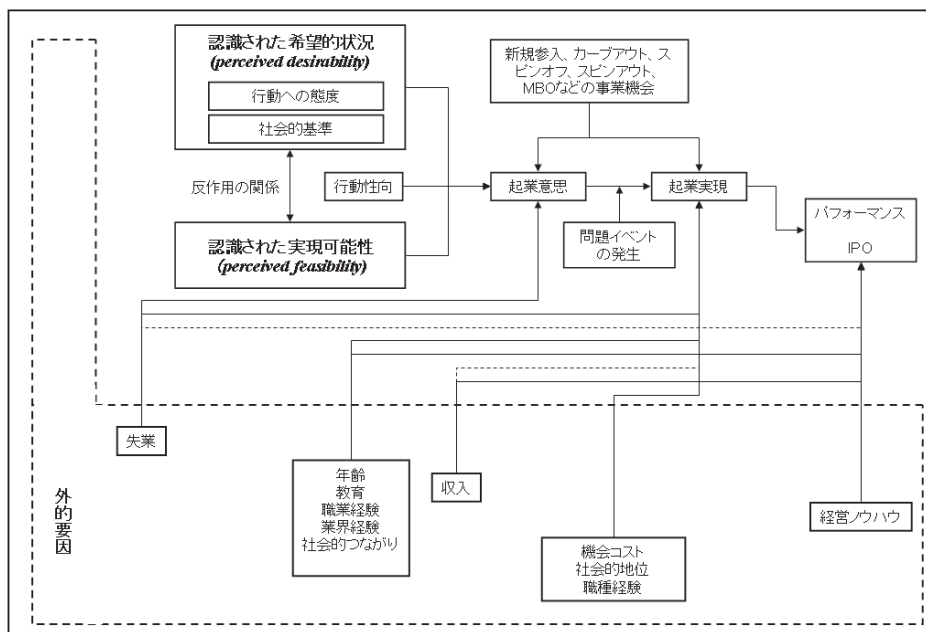 認識された希望的状況
(perceived desirability)
行動への態度
社会的基準
新規参入、カーブアウト、ス
ピンオフ、スピンアウト、
MBOなどの事業機会
反作用の関係
行動性向
起業意思
起業実現
パフォーマンス
IPO
問題イベント
の発生
認識された実現可能性
(perceived feasibility)
失業
外的要因
年齢
教育
職業経験
業界経験
社会的つながり
収入
経営ノウハウ
機会コスト
社会的地位
職種経験